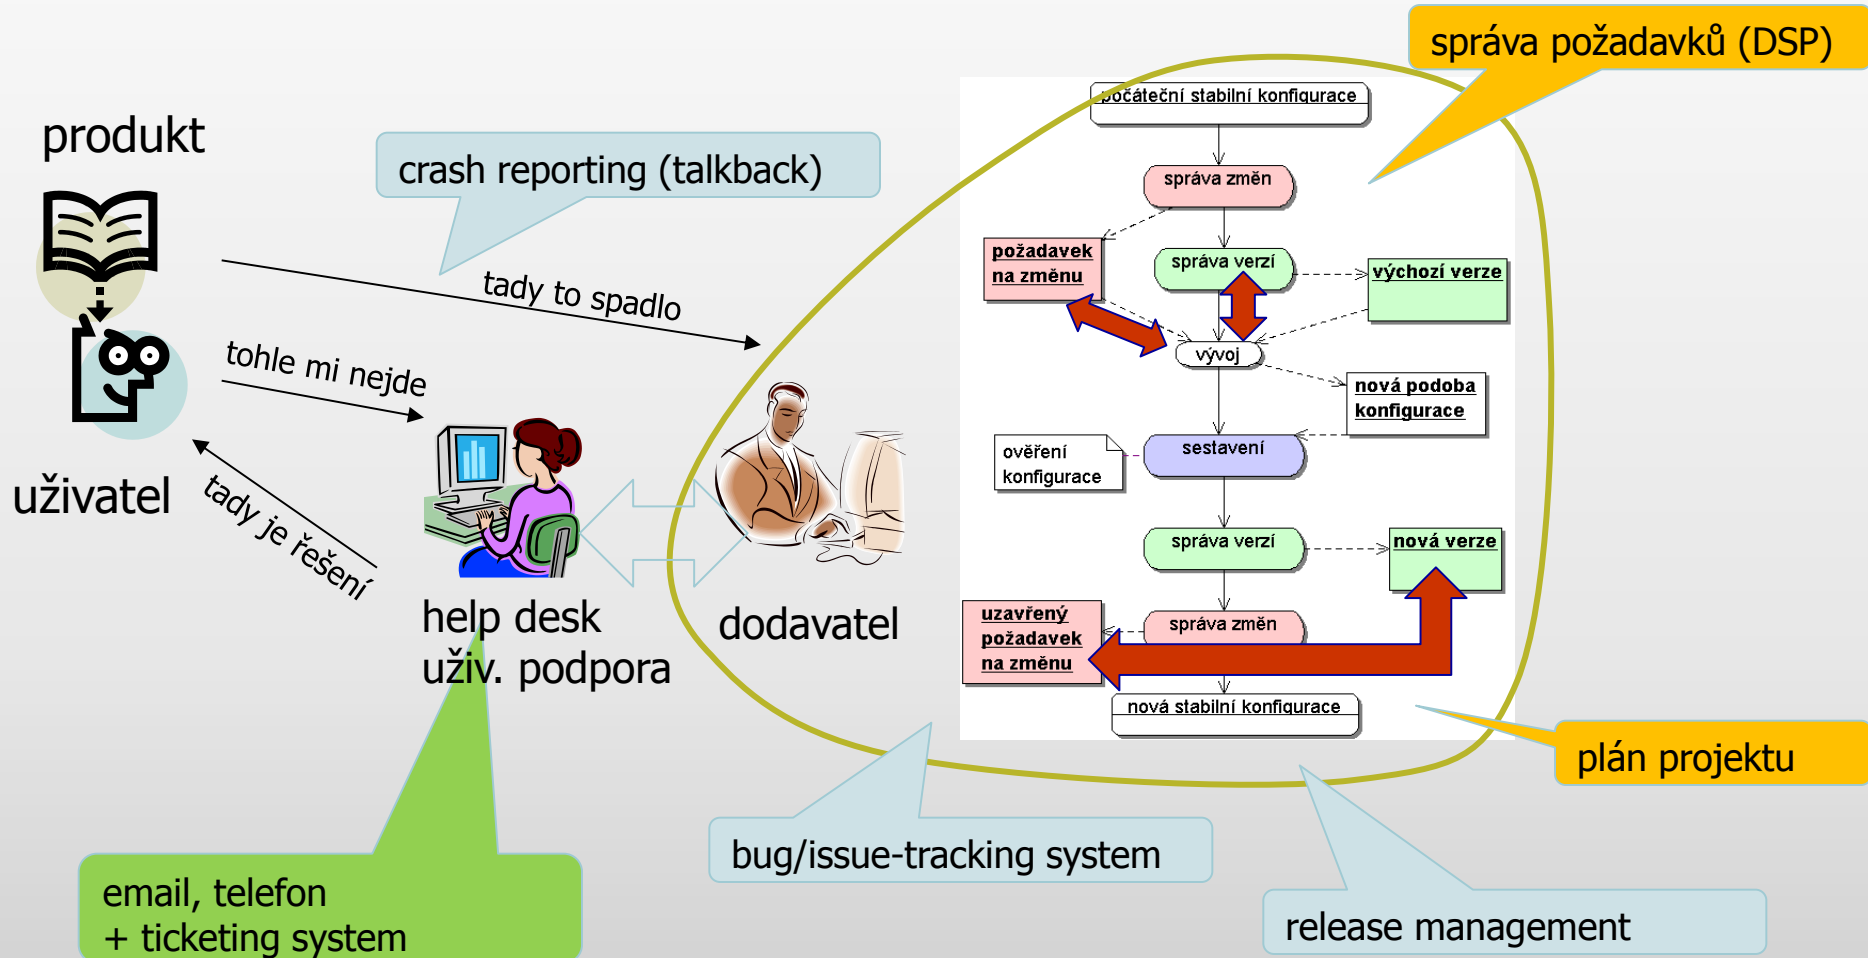 správa požadavků (DSP)
produkt
crash reporting (talkback)
tady to spadlo
tohle mi nejde
uživatel
tady je řešení
help desk
uživ. podpora
dodavatel
počáteční stabilní konfigurace
správa změn
požadavek
na změnu
správa verzí
výchozí verze
vývoj
nová podoba
konfigurace
ověření
konfigurace
sestavení
správa verzí
nová verze
uzavřený
požadavek
na změnu
správa změn
nová stabilní konfigurace
plán projektu
bug/issue-tracking system
email, telefon
+ ticketing system
release management